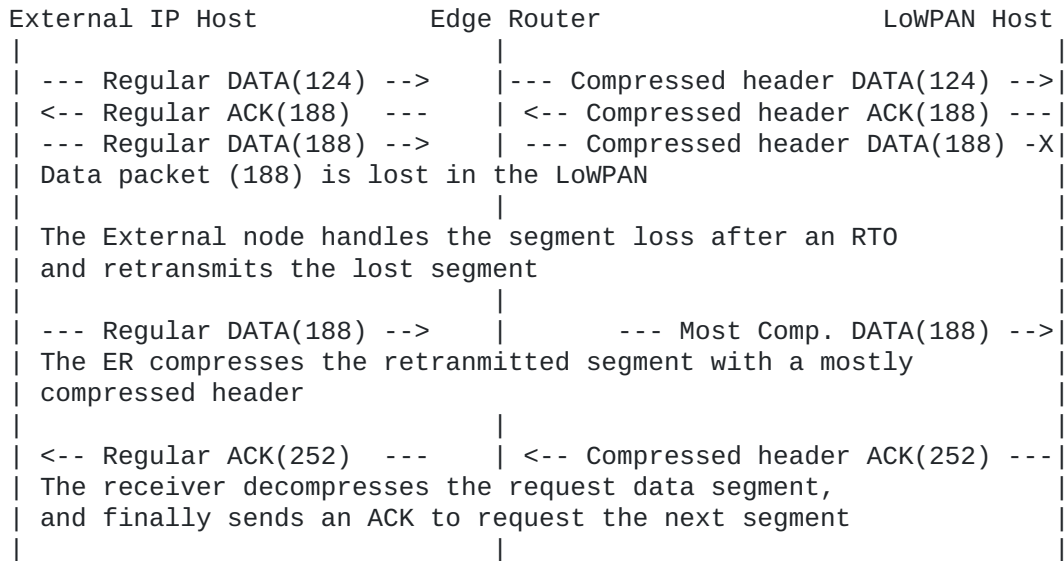 External IP Host          Edge Router                 LoWPAN Host
|                             |                                 |
|  --- Regular DATA(124) -->   |--- Compressed header DATA(124) -->|
|  <-- Regular ACK(188)  ---   | <-- Compressed header ACK(188) ---|
|  --- Regular DATA(188) -->   | --- Compressed header DATA(188) -X|
|  Data packet (188) is lost in the LoWPAN                        |
|                             |                                 |
|  The External node handles the segment loss after an RTO        |
|  and retransmits the lost segment                               |
|                             |                                 |
|  --- Regular DATA(188) -->   |       --- Most Comp. DATA(188) -->|
|  The ER compresses the retranmitted segment with a mostly       |
|  compressed header                                              |
|                             |                                 |
|  <-- Regular ACK(252)  ---   | <-- Compressed header ACK(252) ---|
|  The receiver decompresses the request data segment,            |
|  and finally sends an ACK to request the next segment           |
|                             |                                 |